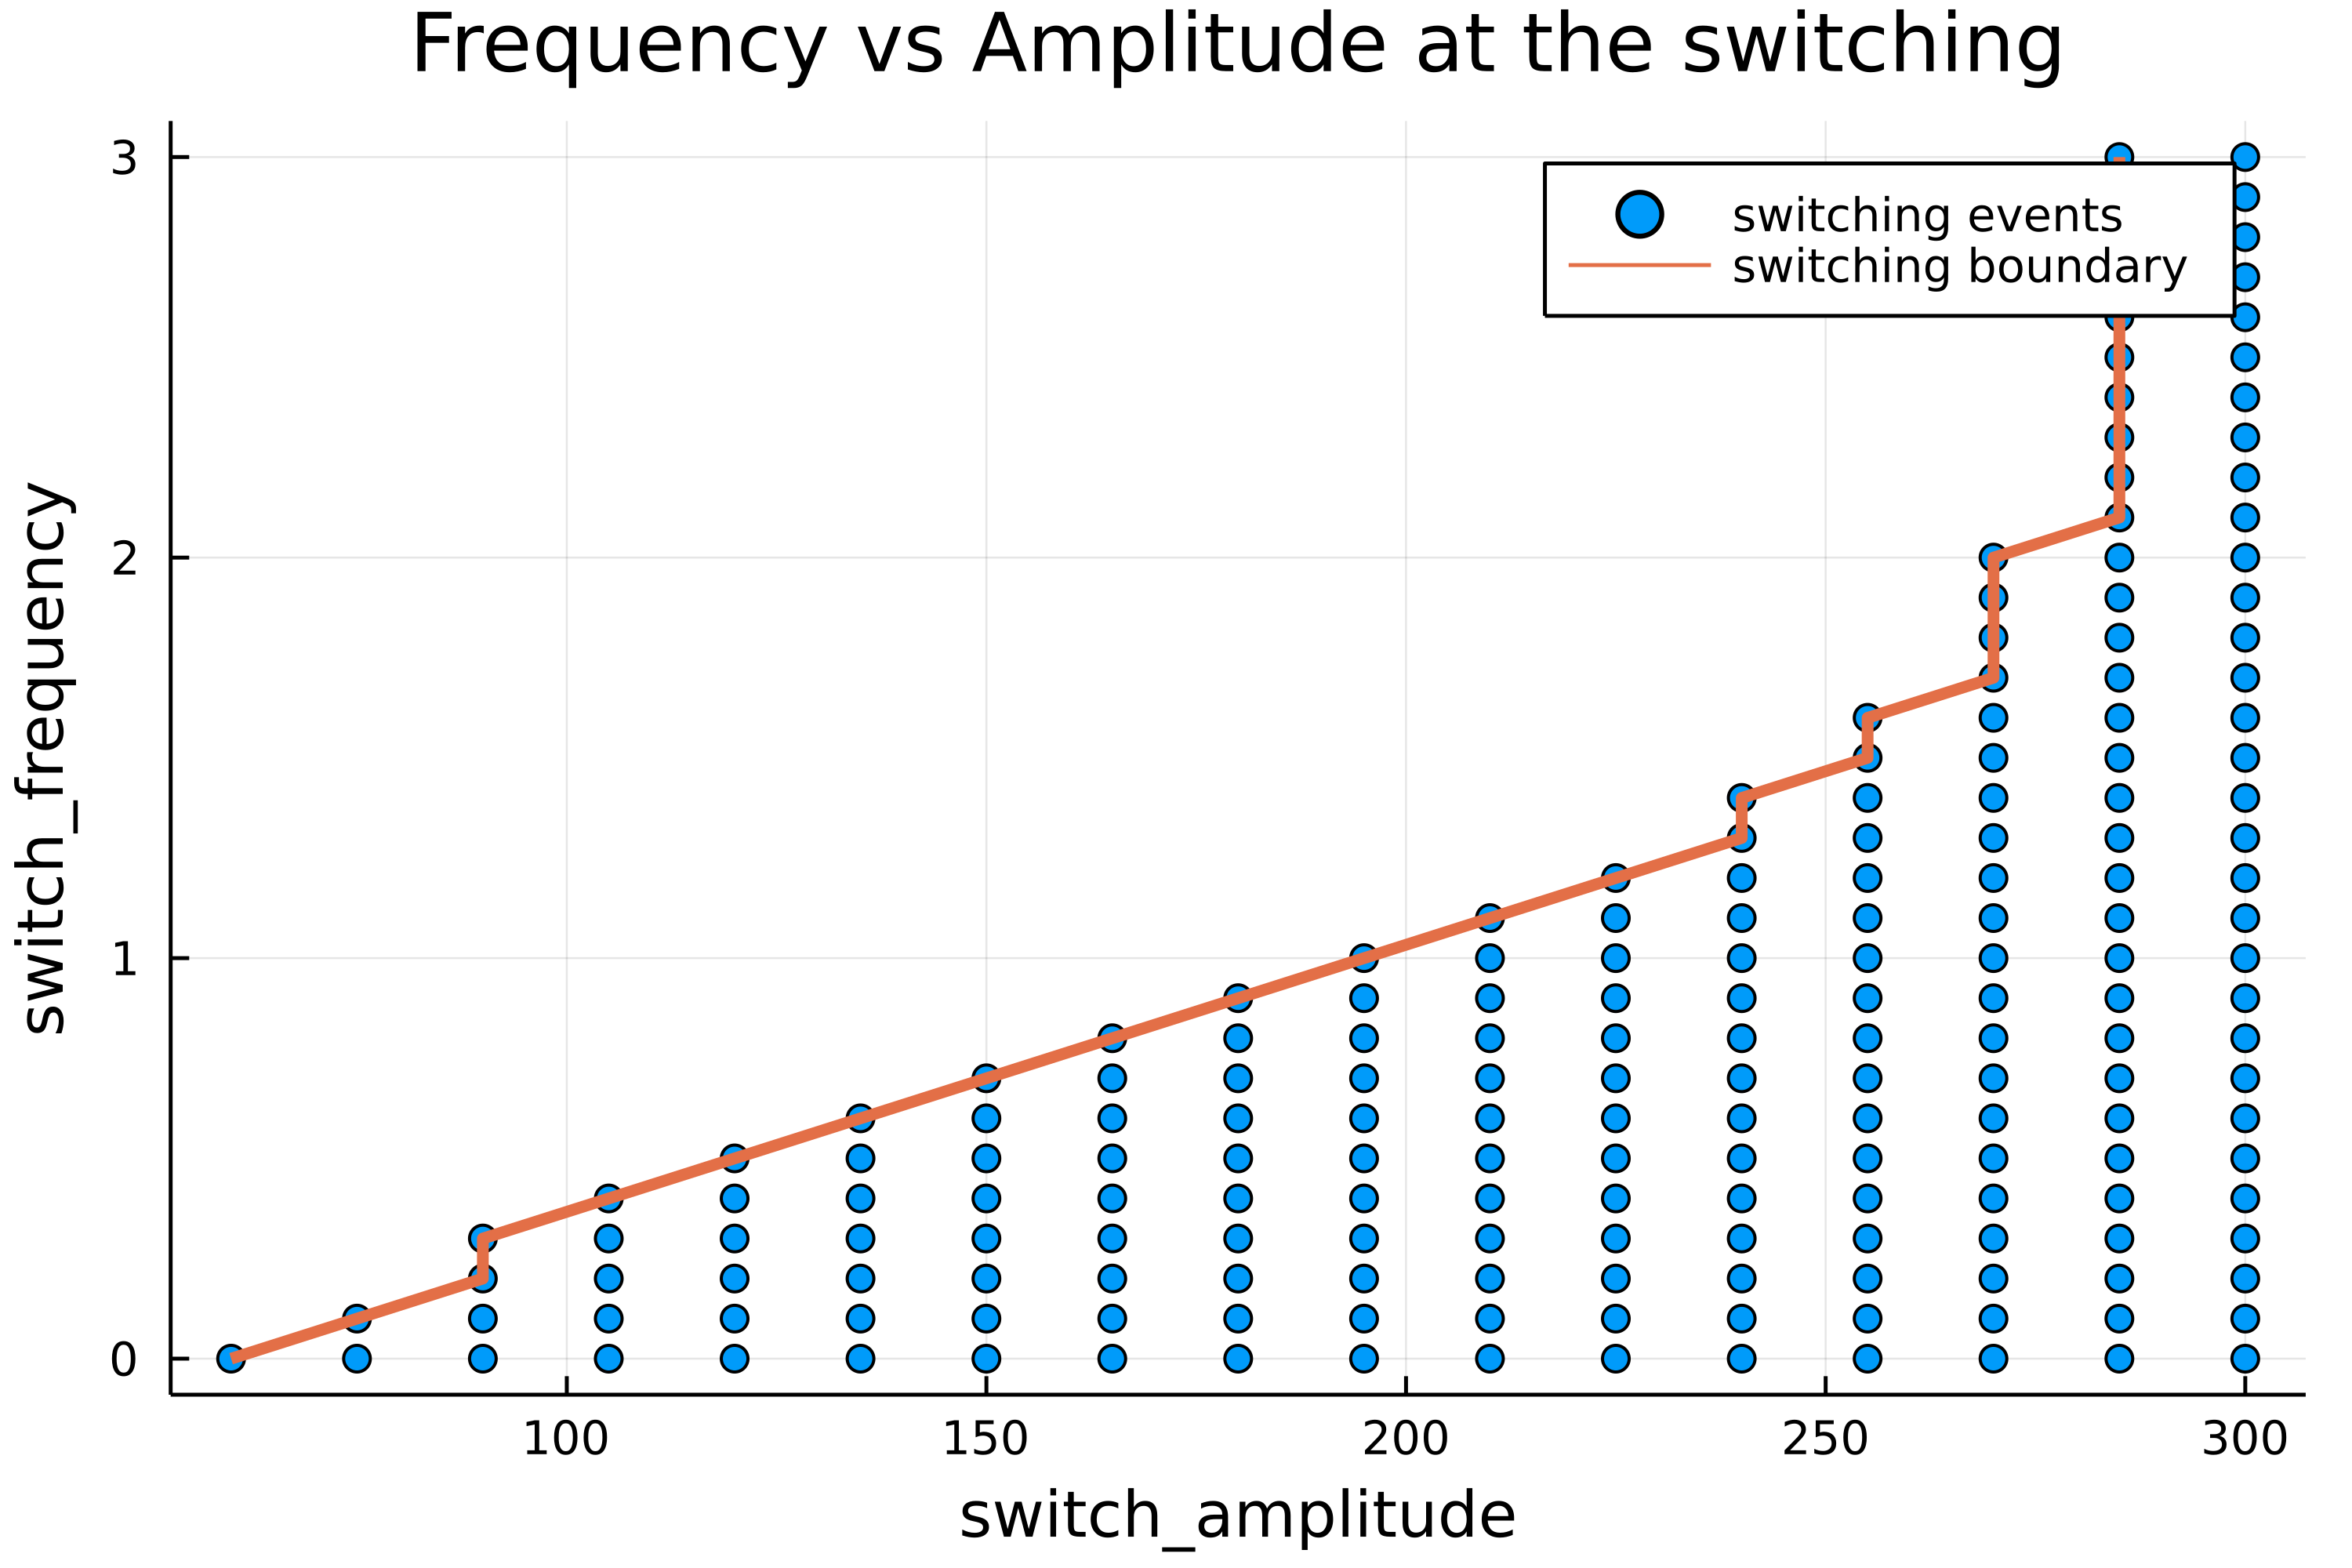 Frequency vs Amplitude at the switching
switching events
switching boundary
switch_frequency
3
2
1
0
100 150 200 250 300
switch_amplitude